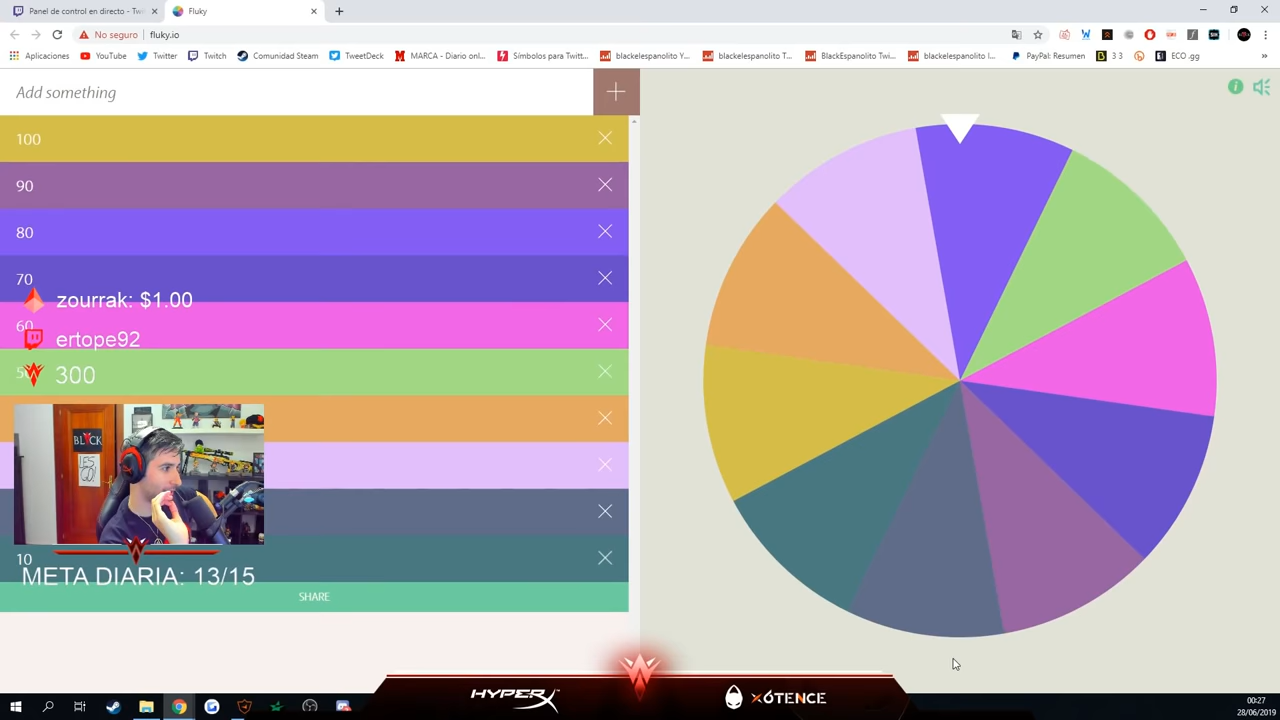 Panel de control en directo - Twi
Fluky
No seguro | fluky.io
Aplicaciones YouTube Twitter Twitch Comunidad Steam TweetDeck MARCA - Diario onl... Símbolos para Twitt... blackelespanolito Y... blackelespanolito T... BlackEspanolito Twi... blackelespanolito I... PayPal: Resumen 3 3 ECO .gg
Add something
100
90
80
70
zourrak: $1.00
60
ertope92
300
BLACK
10
META DIARIA: 13/15
SHARE
HYPERX
x6TENCE
00:27
28/06/2019